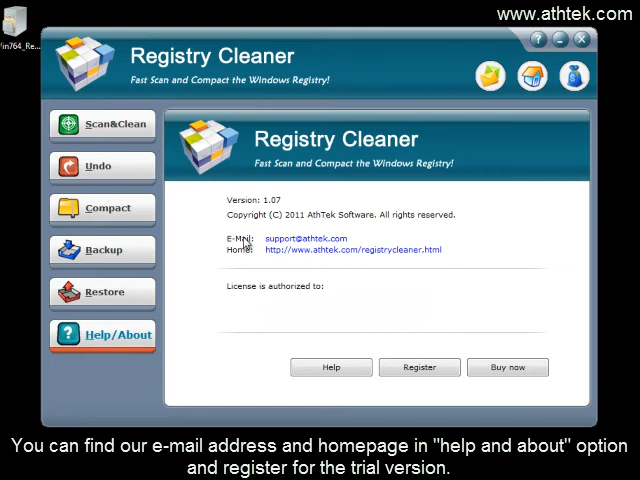 www.athtek.com
Win764_Re...
Registry Cleaner
Fast Scan and Compact the Windows Registry!
Scan&Clean
Undo
Compact
Backup
Restore
Help/About
Registry Cleaner
Fast Scan and Compact the Windows Registry!
Version: 1.07
Copyright (C) 2011 AthTek Software. All rights reserved.
E-Mail: support@athtek.com
Home: http://www.athtek.com/registrycleaner.html
License is authorized to:
Help Register Buy now
You can find our e-mail address and homepage in "help and about" option
and register for the trial version.